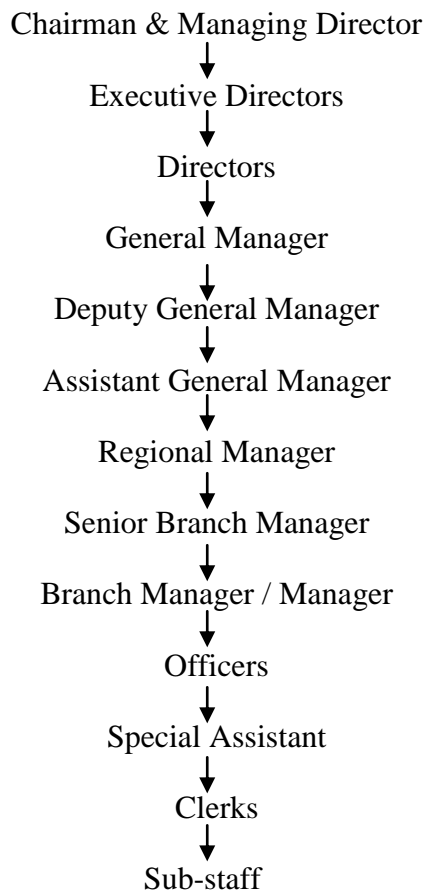 Chairman & Managing Director
Executive Directors
Directors
General Manager
Deputy General Manager
Assistant General Manager
Regional Manager
Senior Branch Manager
Branch Manager / Manager
Officers
Special Assistant
Clerks
Sub-staff